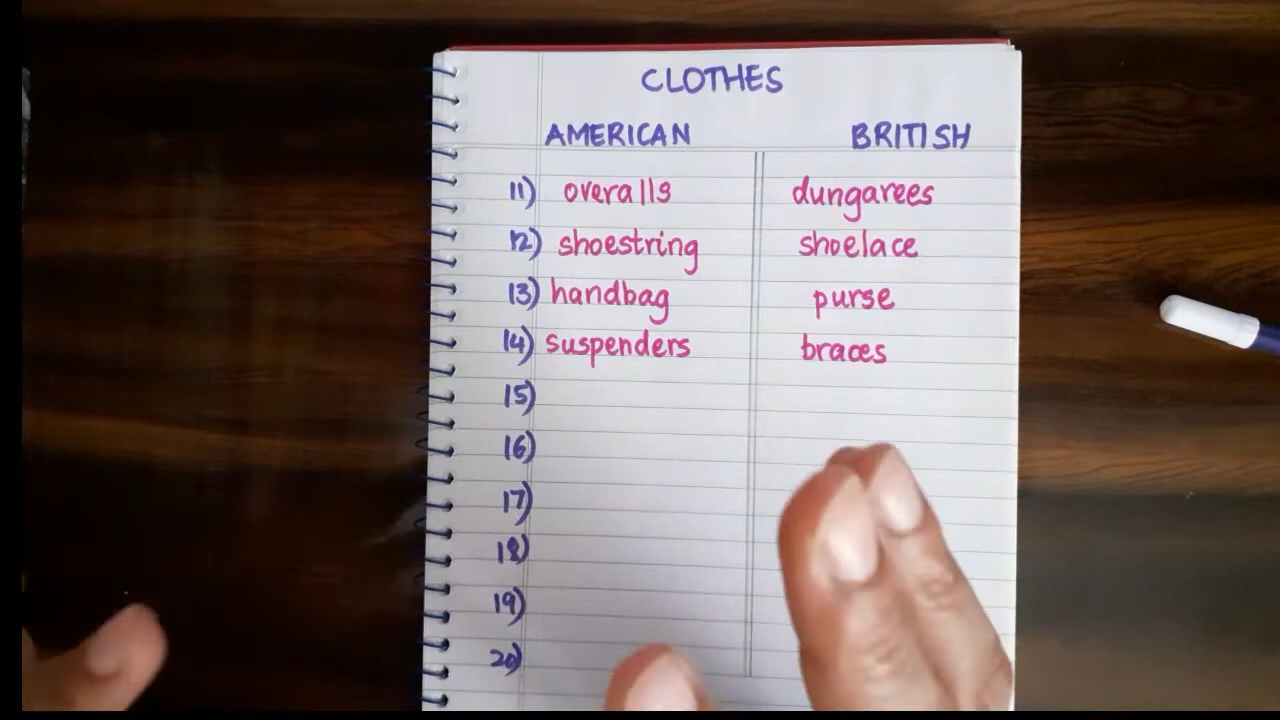 CLOTHES
AMERICAN BRITISH
11) overalls dungarees
12) shoestring shoelace
13) handbag purse
14) suspenders braces
15)
16)
17)
18)
19)
20)